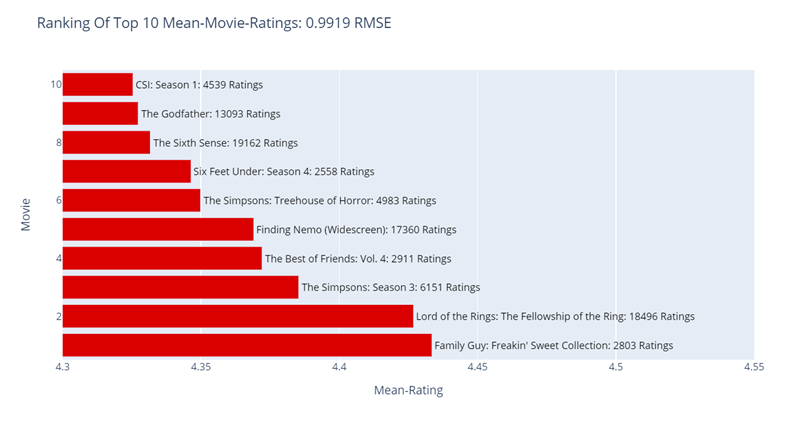 Ranking Of Top 10 Mean-Movie-Ratings: 0.9919 RMSE
10
CSI: Season 1: 4539 Ratings
The Godfather: 13093 Ratings
8
The Sixth Sense: 19162 Ratings
Six Feet Under: Season 4: 2558 Ratings
6
The Simpsons: Treehouse of Horror: 4983 Ratings
Movie
Finding Nemo (Widescreen): 17360 Ratings
4
The Best of Friends: Vol. 4: 2911 Ratings
The Simpsons: Season 3: 6151 Ratings
2
Lord of the Rings: The Fellowship of the Ring: 18496 Ratings
Family Guy: Freakin' Sweet Collection: 2803 Ratings
4.3 4.35 4.4 4.45 4.5 4.55
Mean-Rating